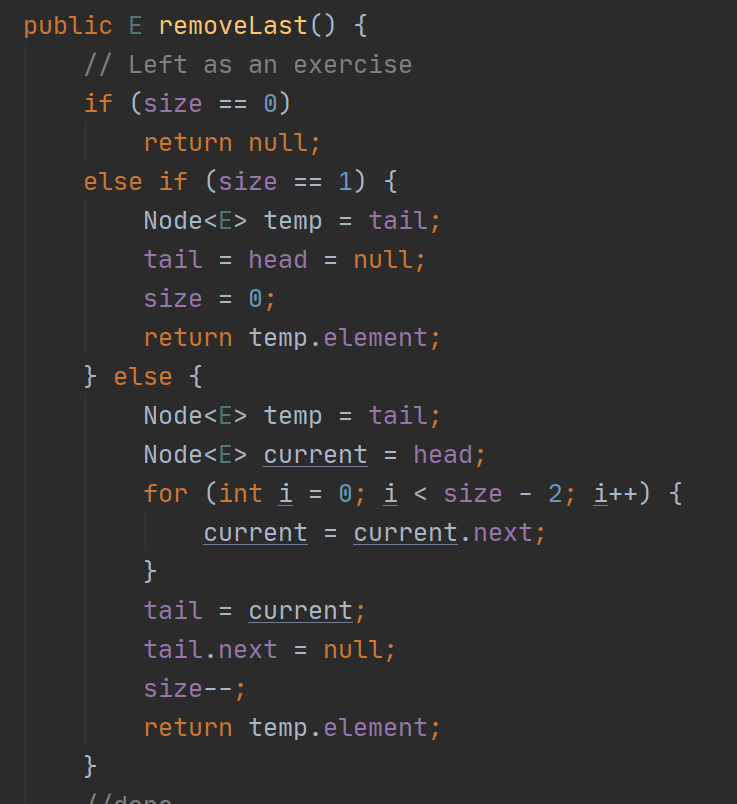 public E removeLast() {
    // Left as an exercise
    if (size == 0)
        return null;
    else if (size == 1) {
        Node<E> temp = tail;
        tail = head = null;
        size = 0;
        return temp.element;
    } else {
        Node<E> temp = tail;
        Node<E> current = head;
        for (int i = 0; i < size - 2; i++) {
            current = current.next;
        }
        tail = current;
        tail.next = null;
        size--;
        return temp.element;
    }
    //done